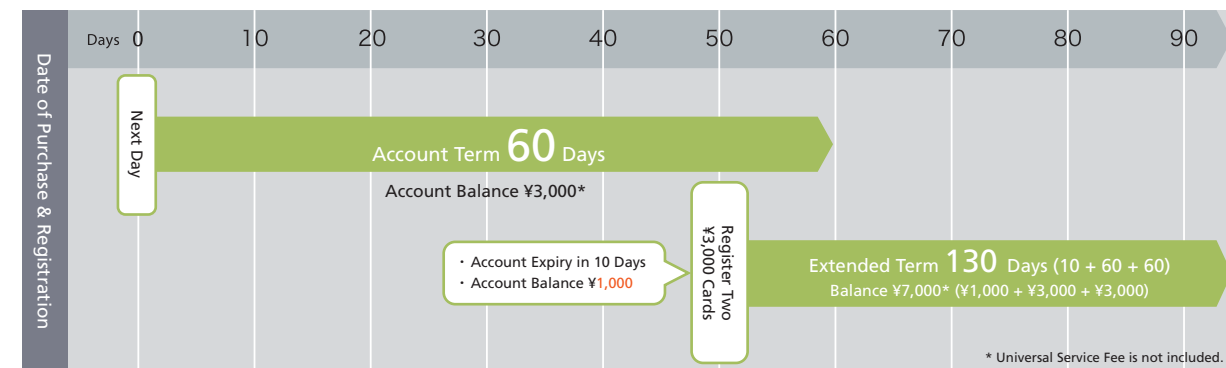 Date of Purchase & Registration
Days 0 10 20 30 40 50 60 70 80 90
Next Day
Account Term 60 Days
Account Balance ¥3,000*
・ Account Expiry in 10 Days
・ Account Balance ¥1,000
Register Two
¥3,000 Cards
Extended Term 130 Days (10 + 60 + 60)
Balance ¥7,000* (¥1,000 + ¥3,000 + ¥3,000)
* Universal Service Fee is not included.